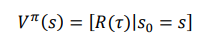 V^π(s) = [R(τ)|s₀ = s]